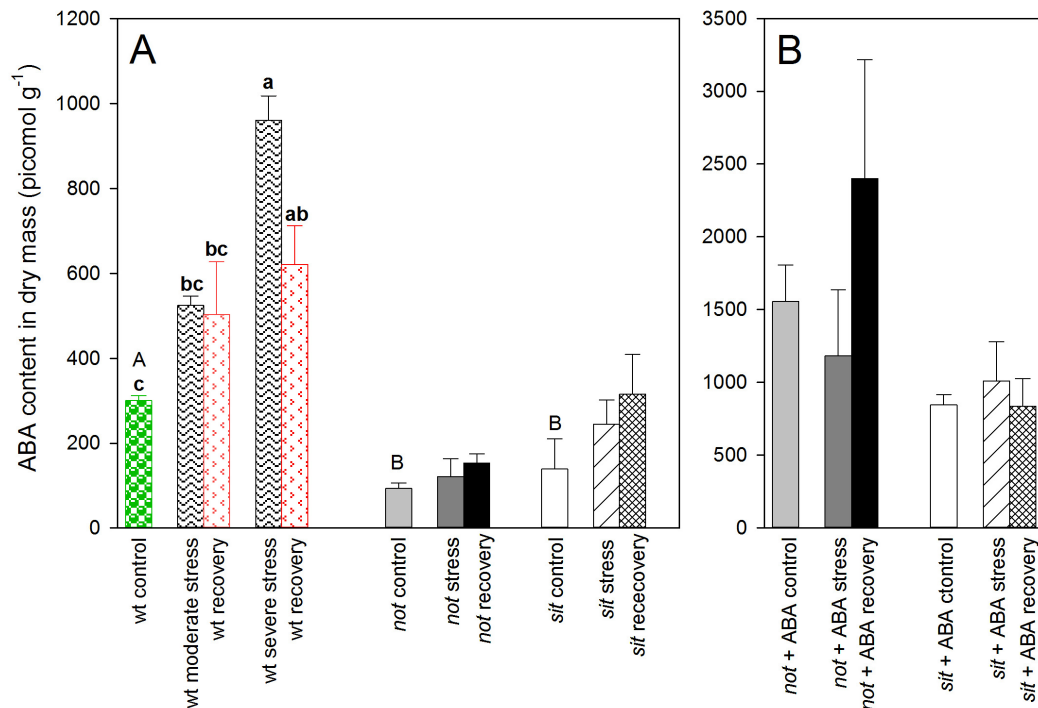 ABA content in dry mass (picomol g⁻¹)
A
1200
1000
800
600
400
200
0
A
c
bc
bc
a
ab
B
B
wt control
wt moderate stress
wt recovery
wt severe stress
wt recovery
not control
not stress
not recovery
sit control
sit stress
sit rececovery
B
3500
3000
2500
2000
1500
1000
500
0
not + ABA control
not + ABA stress
not + ABA recovery
sit + ABA ctontrol
sit + ABA stress
sit + ABA recovery